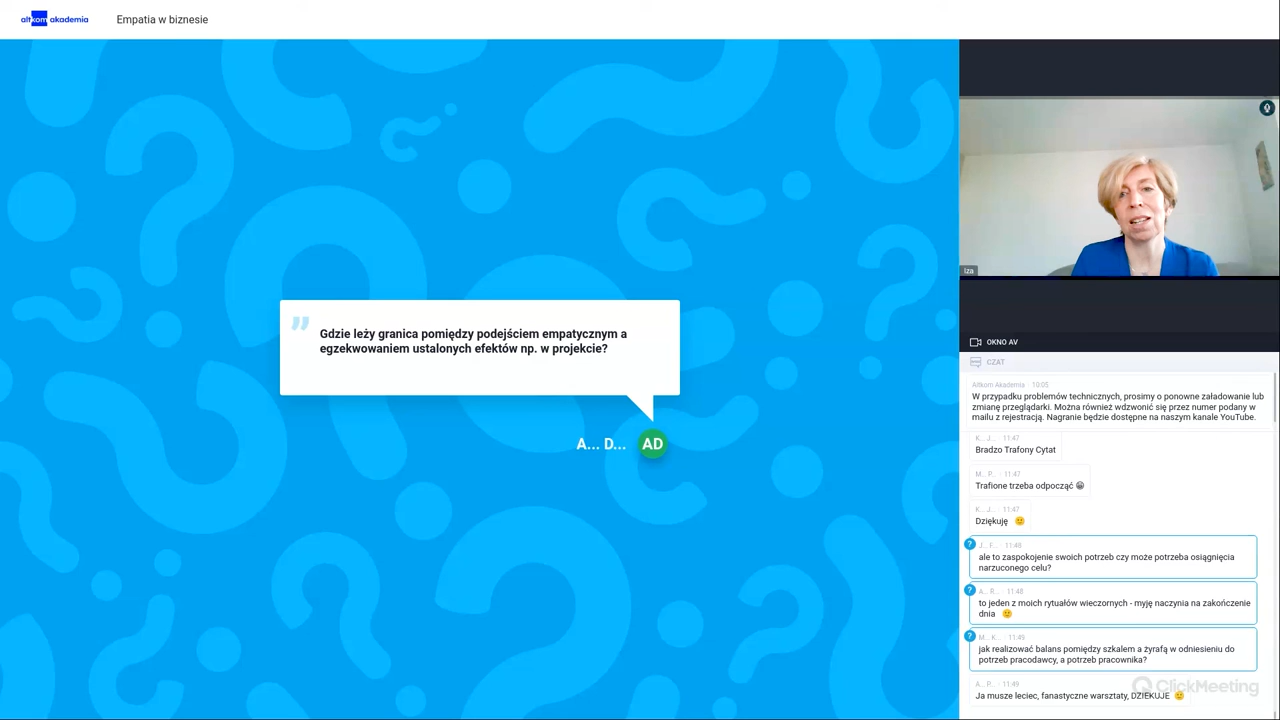 altkom akademia
Empatia w biznesie
Gdzie leży granica pomiędzy podejściem empatycznym a
egzekwowaniem ustalonych efektów np. w projekcie?
A... D... AD
Iza
OKNO AV
CZAT
Altkom Akademia · 10:05
W przypadku problemów technicznych, prosimy o ponowne załadowanie lub
zmianę przeglądarki. Można również wdzwonić się przez numer podany w
mailu z rejestracją. Nagranie będzie dostępne na naszym kanale YouTube.
K... J... · 11:47
Bradzo Trafony Cytat
M... P... · 11:47
Trafione trzeba odpocząć 😁
K... J... · 11:47
Dziękuję 🙂
?
J... F... · 11:48
ale to zaspokojenie swoich potrzeb czy może potrzeba osiągnięcia
narzuconego celu?
?
A... R... · 11:48
to jeden z moich rytuałów wieczornych - myję naczynia na zakończenie
dnia 🙂
?
M... K... · 11:49
jak realizować balans pomiędzy szkalem a żyrafą w odniesieniu do
potrzeb pracodawcy, a potrzeb pracownika?
A... P... · 11:49
Ja musze leciec, fanastyczne warsztaty, DZIEKUJE 🙂
ClickMeeting